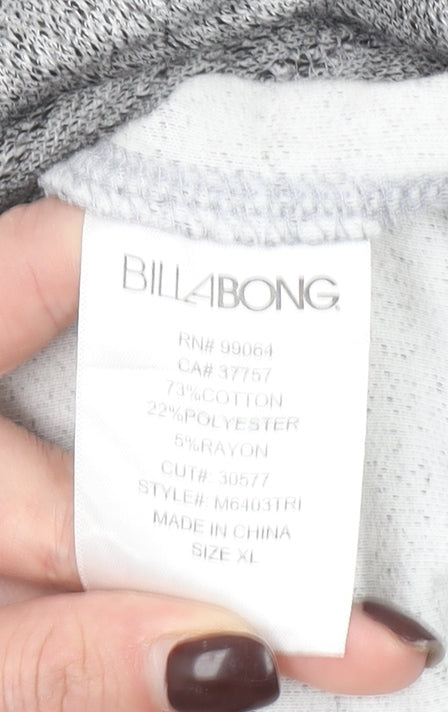 BILLABONG
RN# 99064
CA# 37757
73%COTTON
22%POLYESTER
5%RAYON
CUT#: 30577
STYLE#: M6403TRI
MADE IN CHINA
SIZE XL